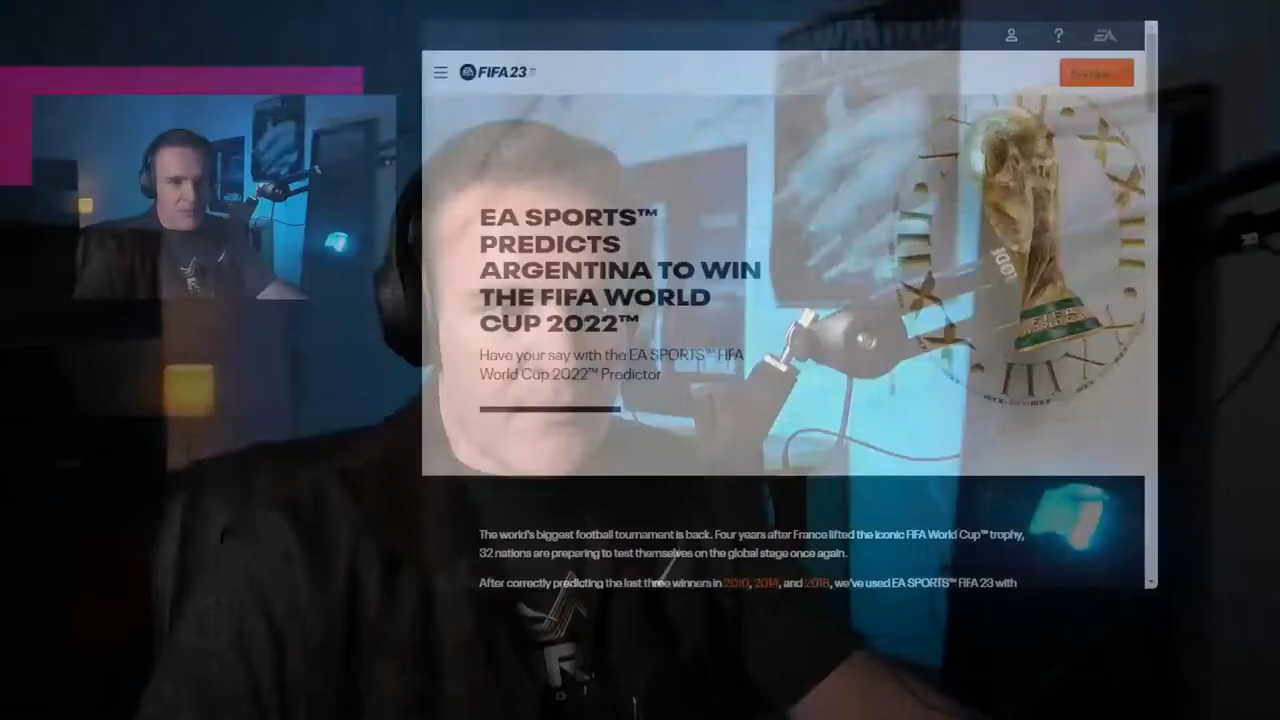 EA
FIFA 23
EA SPORTS™
PREDICTS
ARGENTINA TO WIN
THE FIFA WORLD
CUP 2022™
Have your say with the EA SPORTS™ FIFA
World Cup 2022™ Predictor
The world's biggest football tournament is back. Four years after France lifted the iconic FIFA World Cup™ trophy,
32 nations are preparing to test themselves on the global stage once again.
After correctly predicting the last three winners in 2010, 2014, and 2018, we've used EA SPORTS™ FIFA 23 with